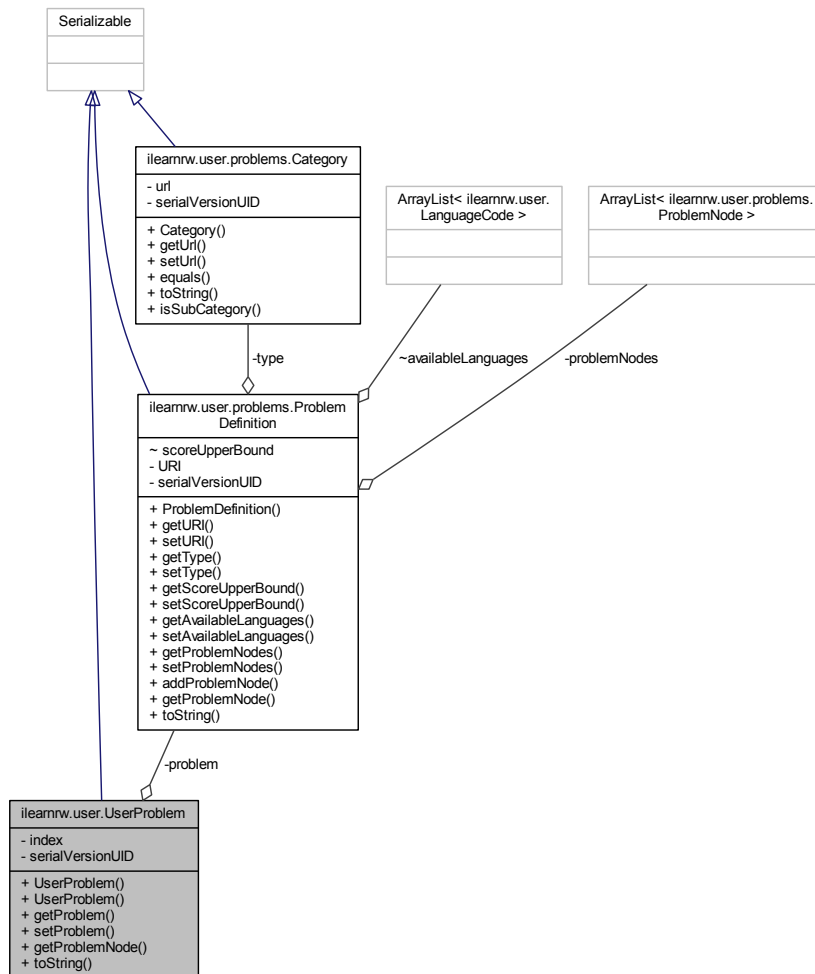 Serializable
ilearnrw.user.problems.Category
- url
- serialVersionUID
+ Category()
+ getUrl()
+ setUrl()
+ equals()
+ toString()
+ isSubCategory()
ArrayList< ilearnrw.user.
LanguageCode >
ArrayList< ilearnrw.user.problems.
ProblemNode >
-type
~availableLanguages
-problemNodes
ilearnrw.user.problems.Problem
Definition
~ scoreUpperBound
- URI
- serialVersionUID
+ ProblemDefinition()
+ getURI()
+ setURI()
+ getType()
+ setType()
+ getScoreUpperBound()
+ setScoreUpperBound()
+ getAvailableLanguages()
+ setAvailableLanguages()
+ getProblemNodes()
+ setProblemNodes()
+ addProblemNode()
+ getProblemNode()
+ toString()
-problem
ilearnrw.user.UserProblem
- index
- serialVersionUID
+ UserProblem()
+ UserProblem()
+ getProblem()
+ setProblem()
+ getProblemNode()
+ toString()